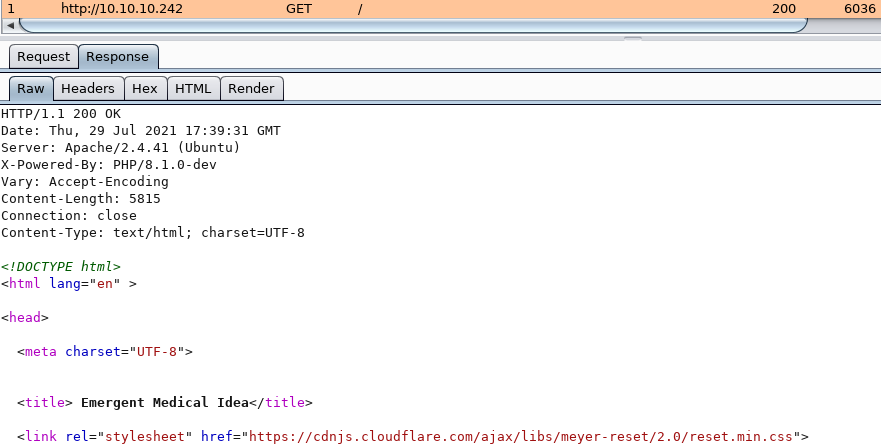 1 http://10.10.10.242 GET / 200 6036
Request Response
Raw Headers Hex HTML Render
HTTP/1.1 200 OK
Date: Thu, 29 Jul 2021 17:39:31 GMT
Server: Apache/2.4.41 (Ubuntu)
X-Powered-By: PHP/8.1.0-dev
Vary: Accept-Encoding
Content-Length: 5815
Connection: close
Content-Type: text/html; charset=UTF-8
<!DOCTYPE html>
<html lang="en" >
<head>
<meta charset="UTF-8">
<title> Emergent Medical Idea</title>
<link rel="stylesheet" href="https://cdnjs.cloudflare.com/ajax/libs/meyer-reset/2.0/reset.min.css">